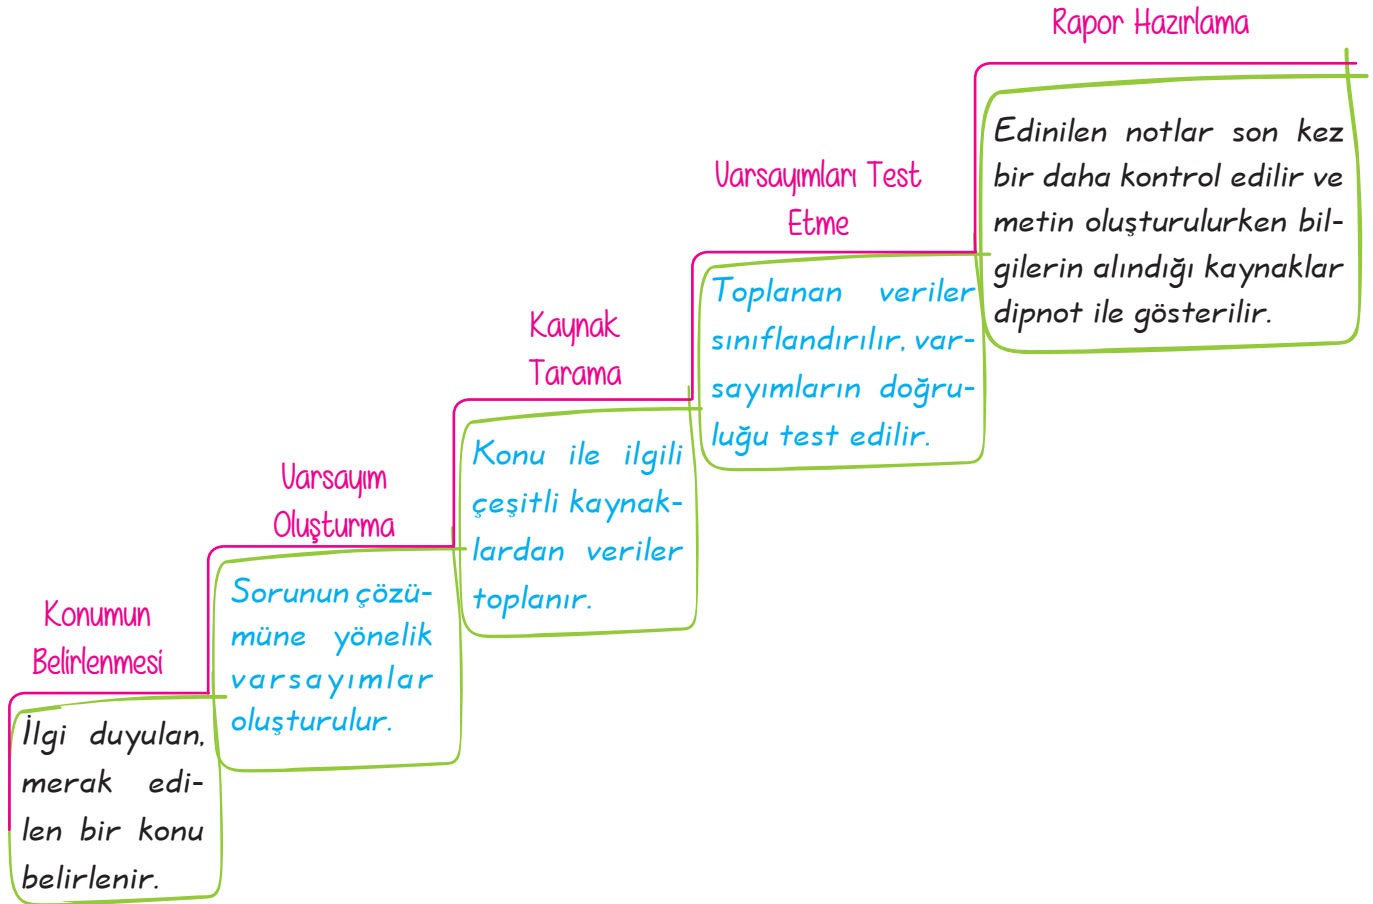 Konumun
Belirlenmesi
İlgi duyulan,
merak edi-
len bir konu
belirlenir.
Varsayım
Oluşturma
Sorunun çözü-
müne yönelik
varsayımlar
oluşturulur.
Kaynak
Tarama
Konu ile ilgili
çeşitli kaynak-
lardan veriler
toplanır.
Varsayımları Test
Etme
Toplanan veriler
sınıflandırılır, var-
sayımların doğru-
luğu test edilir.
Rapor Hazırlama
Edinilen notlar son kez
bir daha kontrol edilir ve
metin oluşturulurken bil-
gilerin alındığı kaynaklar
dipnot ile gösterilir.